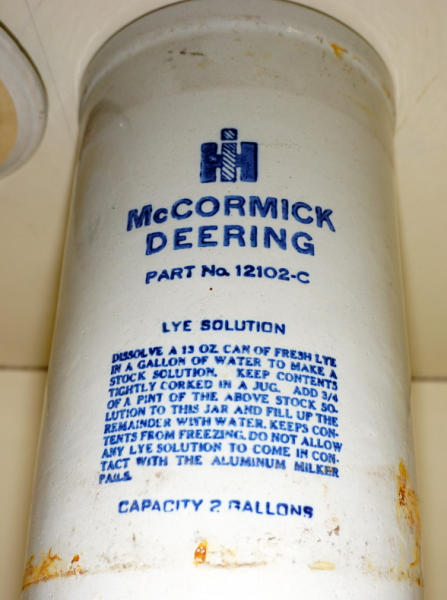 IH
McCORMICK
DEERING
PART No. 12102-C
LYE SOLUTION
DISSOLVE A 13 OZ. CAN OF FRESH LYE
IN A GALLON OF WATER TO MAKE A
STOCK SOLUTION. KEEP CONTENTS
TIGHTLY CORKED IN A JUG. ADD 3/4
OF A PINT OF THE ABOVE STOCK SO-
LUTION TO THIS JAR AND FILL UP THE
REMAINDER WITH WATER. KEEPS CON-
TENTS FROM FREEZING. DO NOT ALLOW
ANY LYE SOLUTION TO COME IN CON-
TACT WITH THE ALUMINUM MILKER
PAILS.
CAPACITY 2 GALLONS